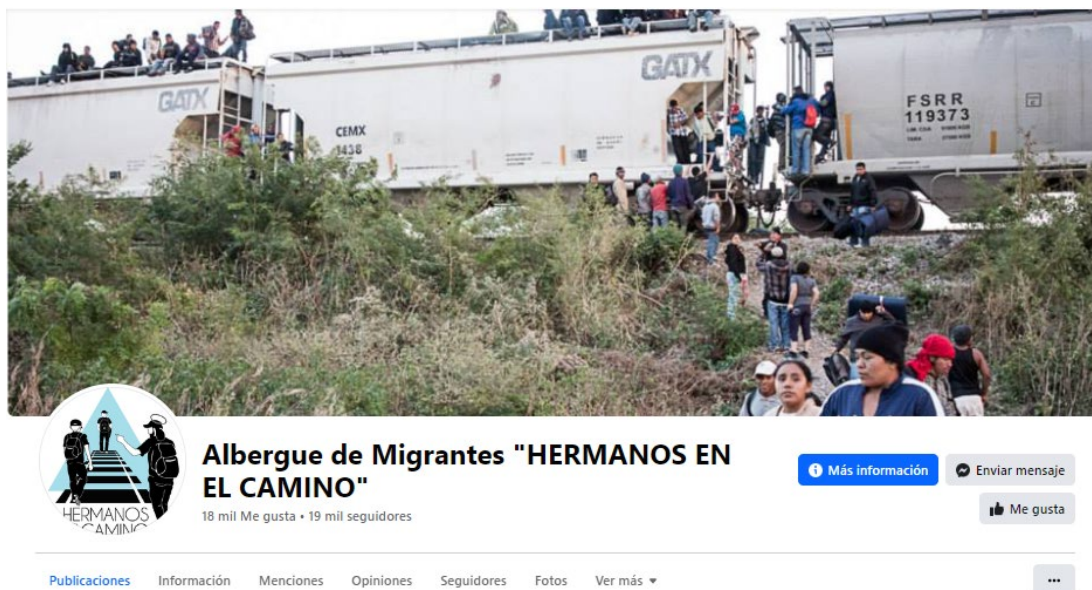 GATX
GATX
CEMX
FSRR
119373
HERMANOS
CAMINO
Albergue de Migrantes "HERMANOS EN
EL CAMINO"
18 mil Me gusta • 19 mil seguidores
Más información
Enviar mensaje
Me gusta
Publicaciones Información Menciones Opiniones Seguidores Fotos Ver más